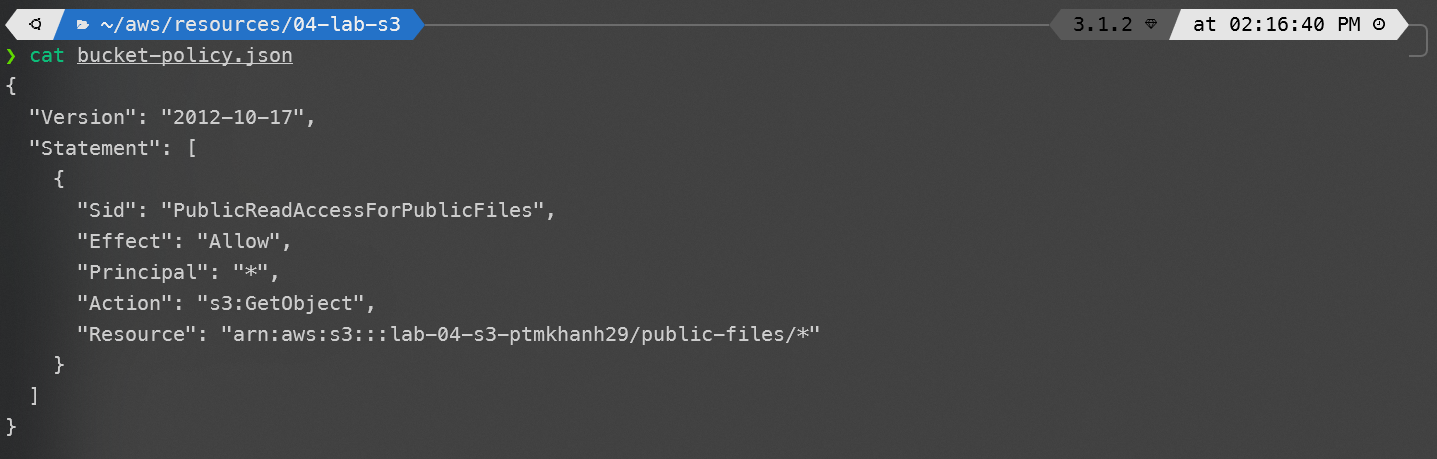 ~/aws/resources/04-lab-s3 3.1.2 at 02:16:40 PM
❯ cat bucket-policy.json
{
  "Version": "2012-10-17",
  "Statement": [
    {
      "Sid": "PublicReadAccessForPublicFiles",
      "Effect": "Allow",
      "Principal": "*",
      "Action": "s3:GetObject",
      "Resource": "arn:aws:s3:::lab-04-s3-ptmkhanh29/public-files/*"
    }
  ]
}